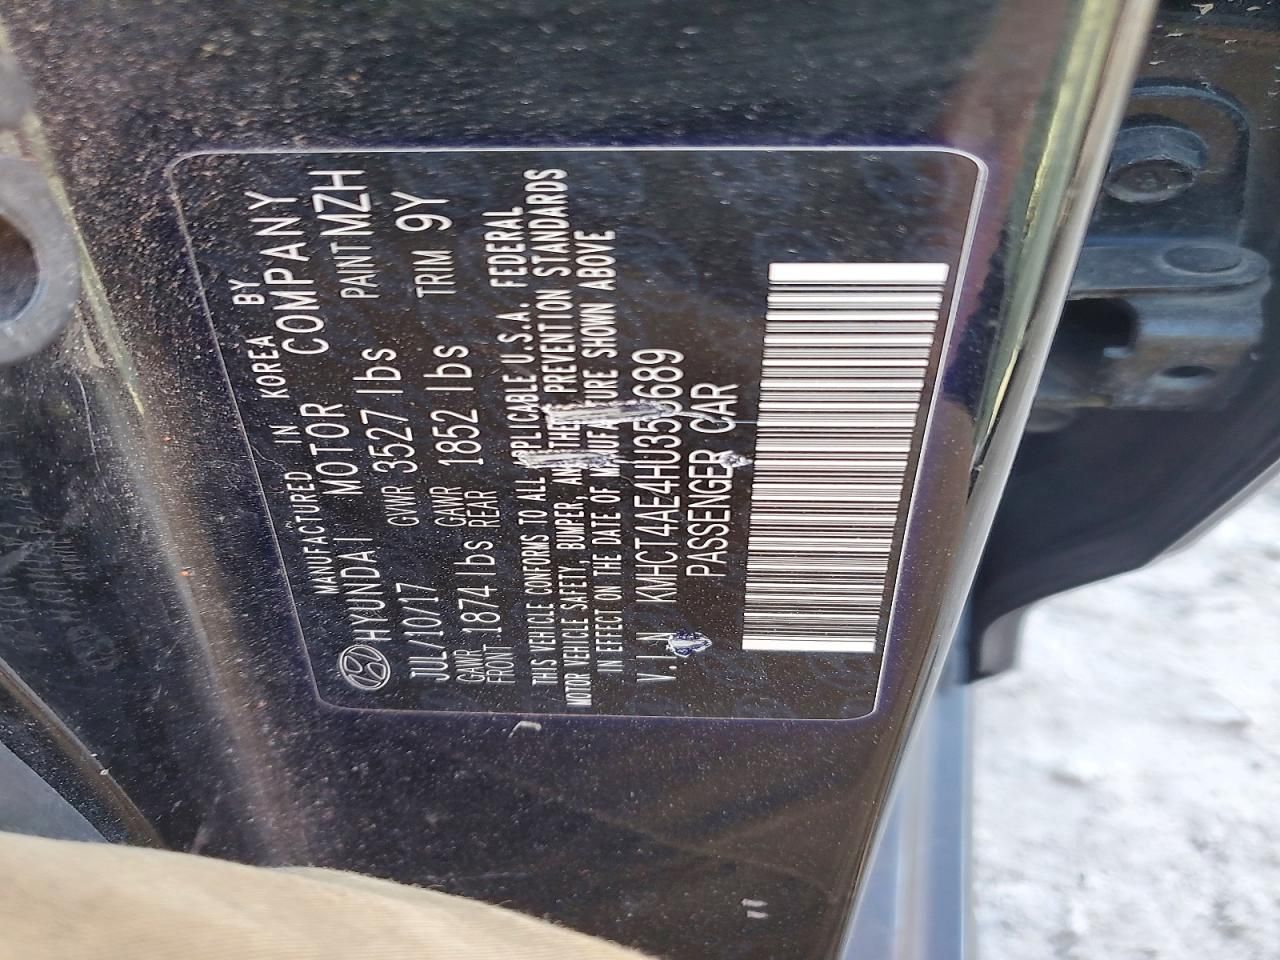 MANUFACTURED IN KOREA BY
HYUNDAI MOTOR COMPANY
JUL/10/17 GVWR 3527 lbs PAINT MZH
GAWR FRONT 1874 lbs GAWR REAR 1852 lbs TRIM 9Y
THIS VEHICLE CONFORMS TO ALL APPLICABLE U.S.A. FEDERAL
MOTOR VEHICLE SAFETY, BUMPER, AND THEFT PREVENTION STANDARDS
IN EFFECT ON THE DATE OF MAUFACTURE SHOWN ABOVE
V.I.N
PASSENGER CAR